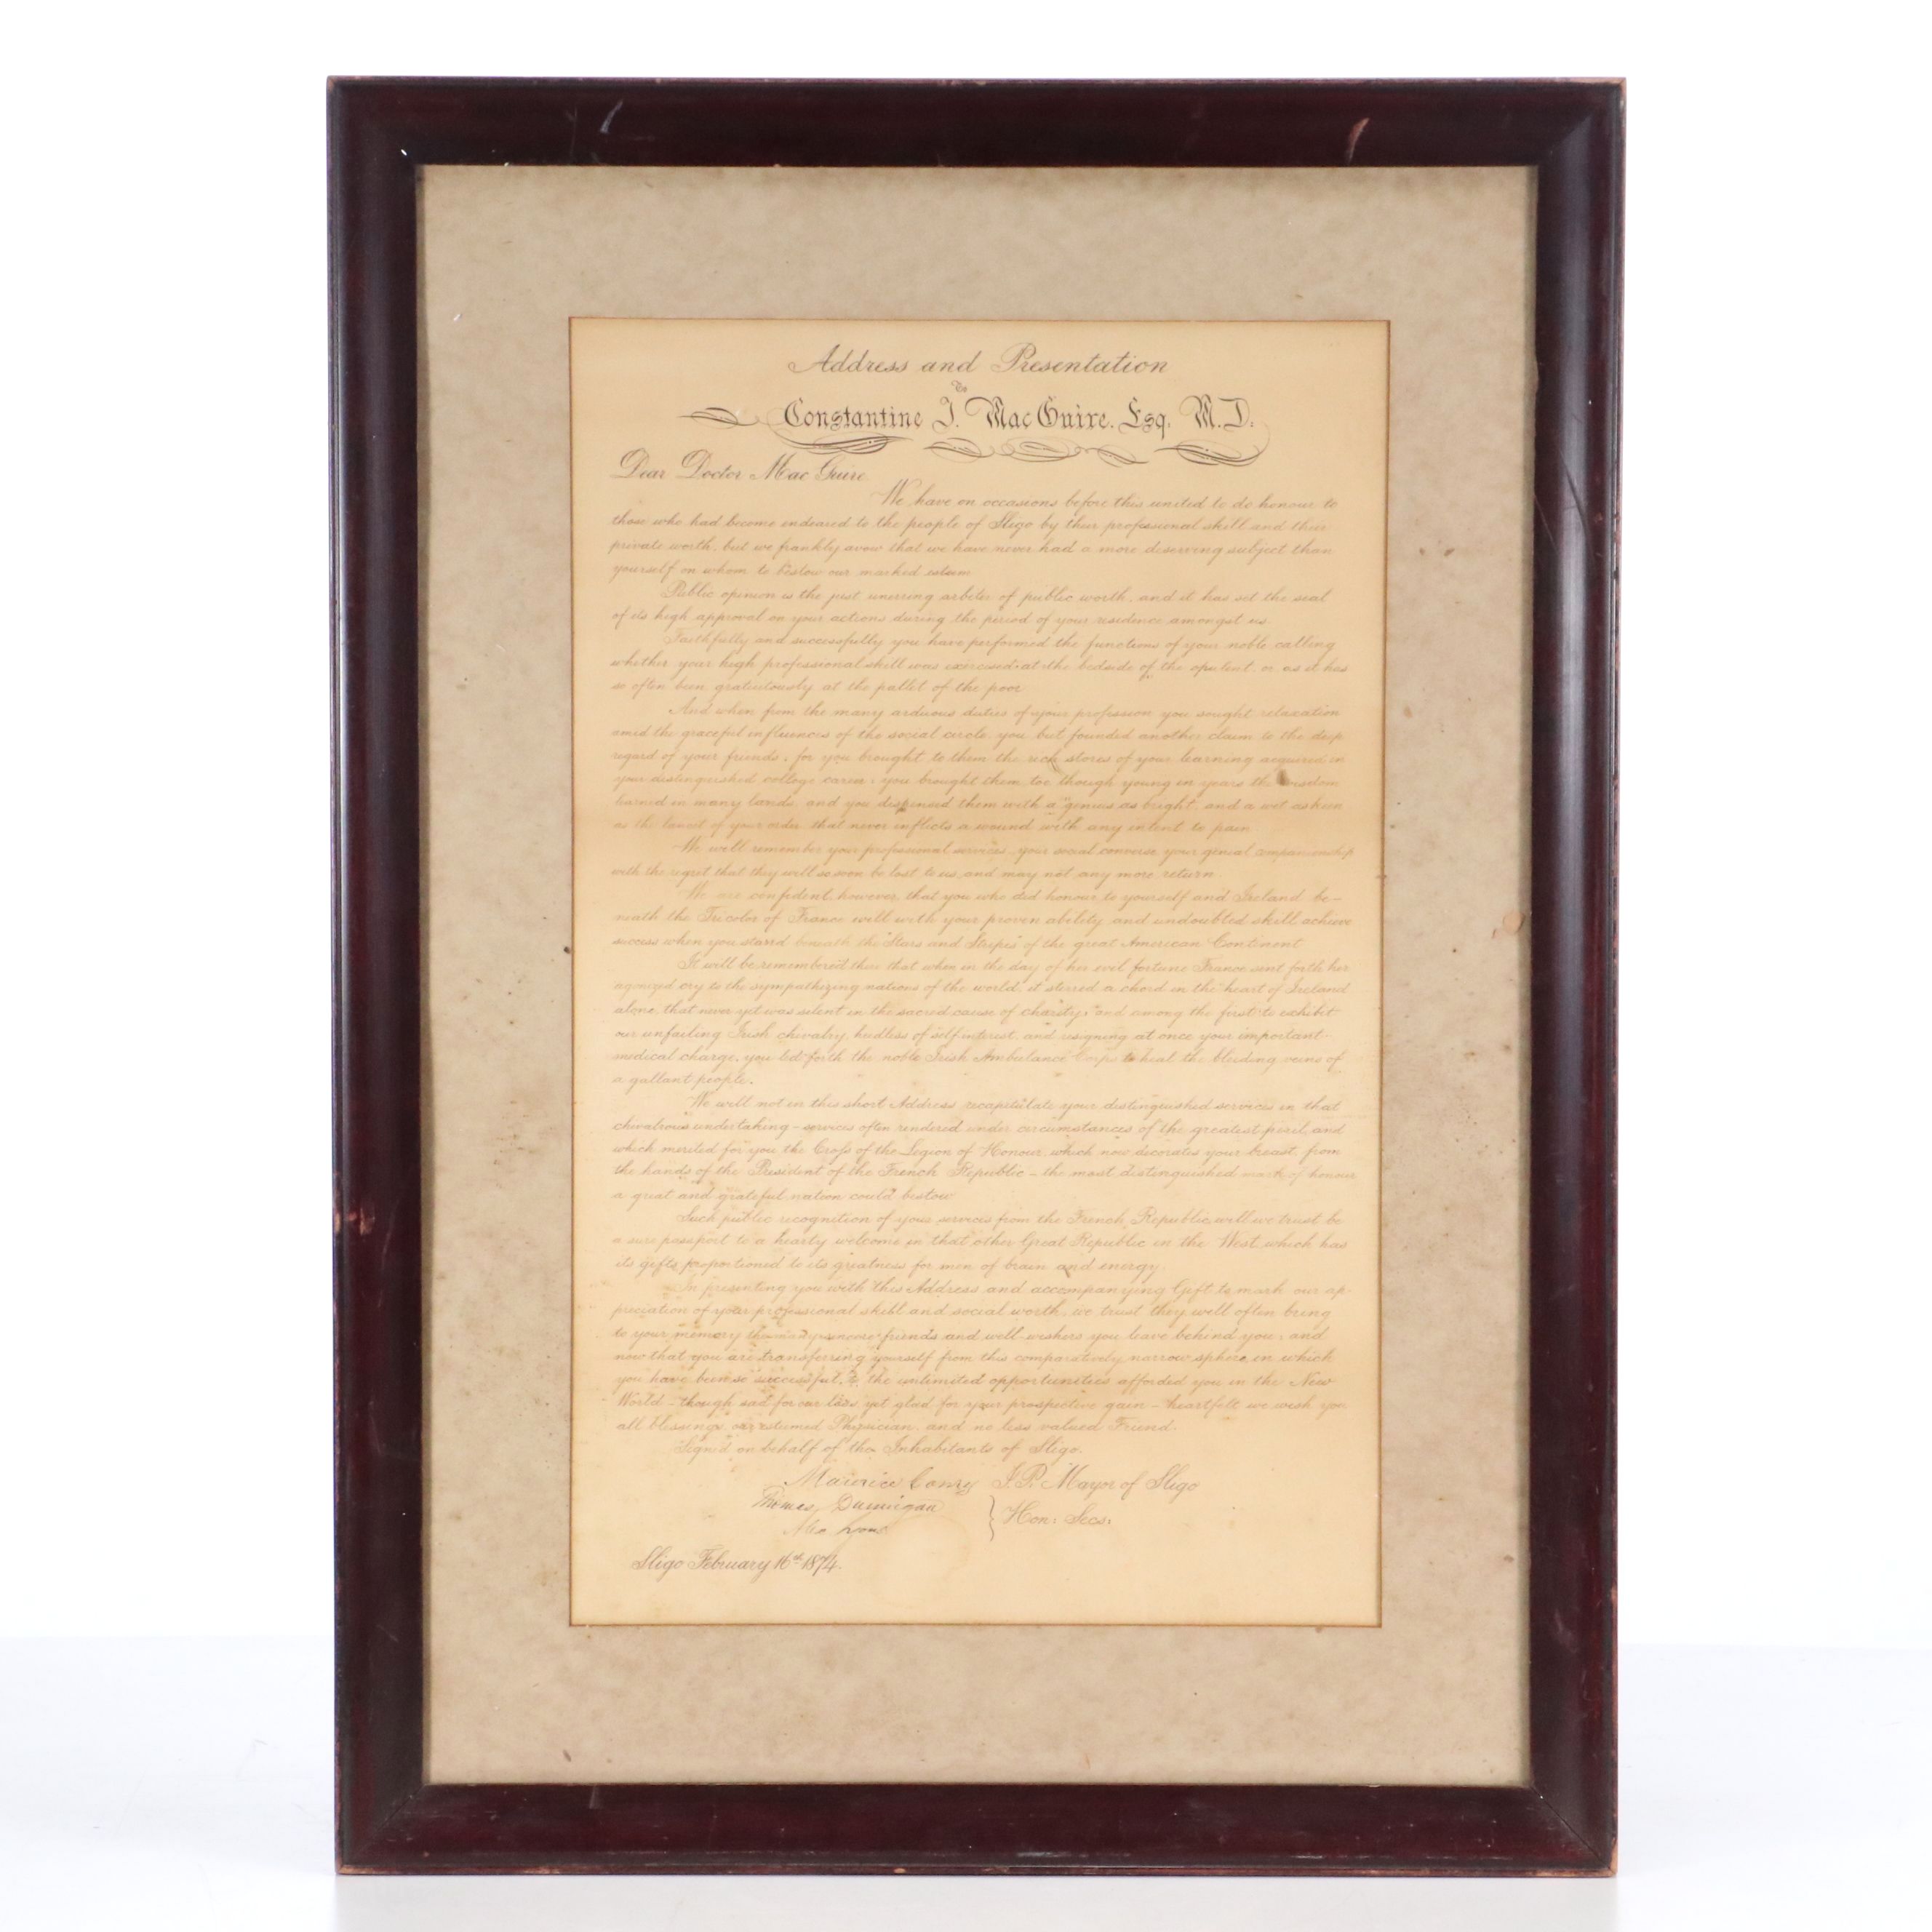 Address and Presentation
To
Constantine J. MacGuire. Esq. M.D.
Dear Doctor Mac Guire
We have on occasions before this united to do honour to
those who had become endeared to the people of Sligo by their professional skill and their
private worth, but we frankly avow that we have never had a more deserving subject than
yourself on whom to bestow our marked esteem
Public opinion is the just unerring arbiter of public worth, and it has set the seal
of its high approval on your actions during the period of your residence amongst us.
Faithfully and successfully you have performed the functions of your noble calling
whether your high professional skill was exercised at the bedside of the opulent, or as it has
so often been gratuitously at the pallet of the poor
And when from the many arduous duties of your profession you sought relaxation
amid the graceful influences of the social circle, you but founded another claim to the deep
regard of your friends; for you brought to them the rich stores of your learning acquired in
your distinguished college career; you brought them too though young in years the wisdom
learned in many lands, and you dispensed them with a "genius as bright, and a wit as keen
as the lancet of your order that never inflicts a wound with any intent to pain
We will remember your professional services, your social converse, your genial companionship
with the regret that they will so soon be lost to us, and may not any more return.
We are confident, however, that you who did honour to yourself and Ireland be-
neath the Tricolor of France will with your proven ability and undoubted skill achieve
success when you stand beneath the "Stars and Stripes" of the great American Continent
It will be remembered that when in the day of her evil fortune France sent forth her
agonized cry to the sympathizing nations of the world it stirred a chord in the heart of Ireland
alone, that never yet was silent in the sacred cause of charity, and among the first to exhibit
our unfailing Irish chivalry, heedless of self interest, and resigning at once your important
medical charge, you led forth the noble Irish Ambulance Corps to heal the bleeding veins of
a gallant people.
We will not in this short Address recapitulate your distinguished services in that
chivalrous undertaking - services often rendered under circumstances of the greatest peril, and
which merited for you the Cross of the Legion of Honour which now decorates your breast, from
the hands of the President of the French Republic - the most distinguished mark of honour
a great and grateful nation could bestow
Such public recognition of your services from the French Republic, will we trust be
a sure passport to a hearty welcome in that other Great Republic in the West, which has
its gifts proportioned to its greatness for men of brain and energy.
In presenting you with this Address and accompanying Gift to mark our ap-
preciation of your professional skill and social worth, we trust they will often bring
to your memory the many sincere friends and well wishers you leave behind you; and
now that you are transferring yourself from this comparatively narrow sphere, in which
you have been so successful, to the unlimited opportunities afforded you in the New
World - though sad for our loss, yet glad for your prospective gain - heartfelt we wish you
all blessings, our esteemed Physician, and no less valued Friend.
Signed on behalf of the Inhabitants of Sligo.
Maurice Conry J.P. Mayor of Sligo
Thomas Dunnigan
Alex Lyons
} Hon: Secs:
Sligo February 16th 1874.